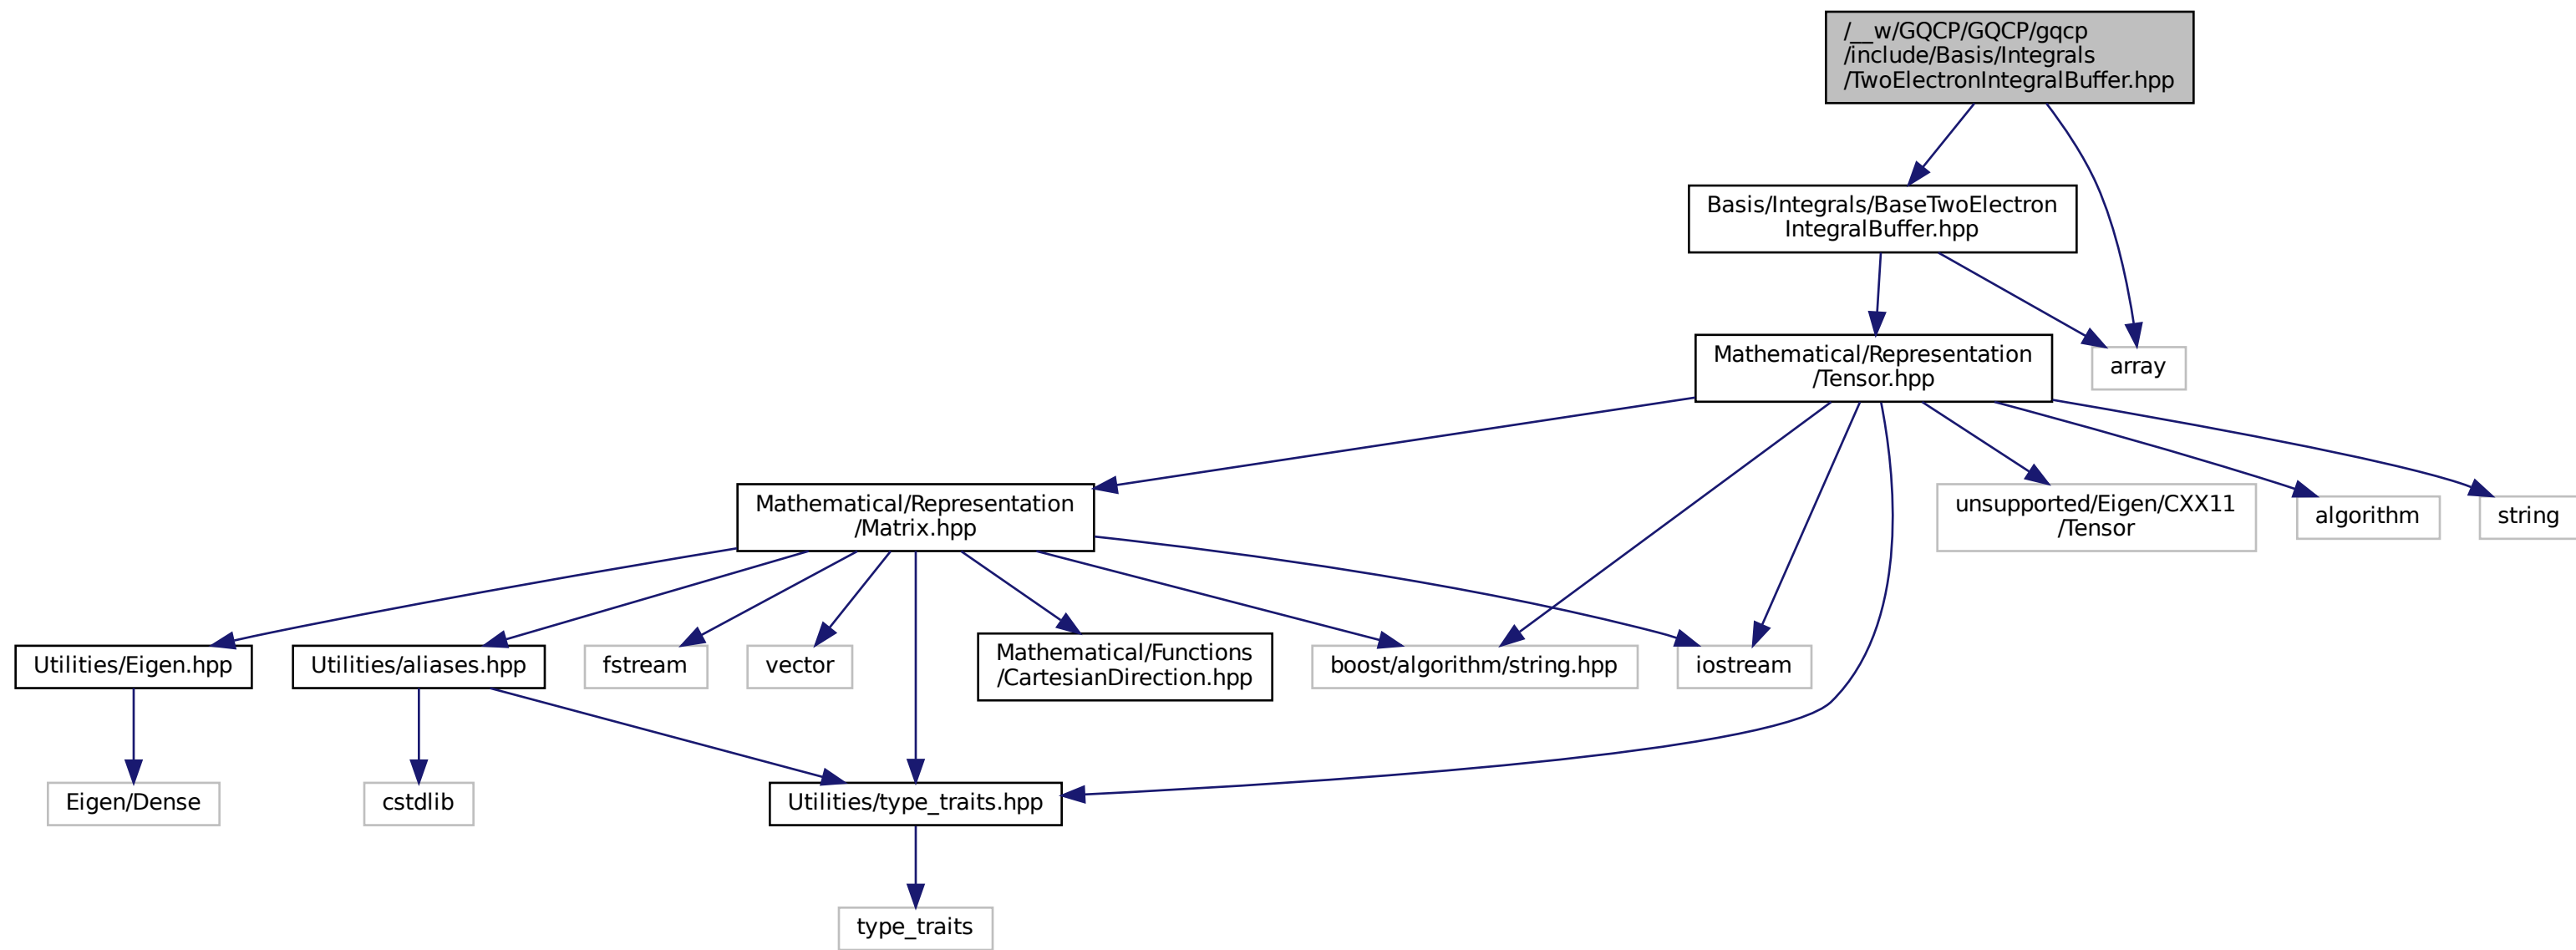 /__w/GQCP/GQCP/gqcp
/include/Basis/Integrals
/TwoElectronIntegralBuffer.hpp
Basis/Integrals/BaseTwoElectron
IntegralBuffer.hpp
Mathematical/Representation
/Tensor.hpp
array
Mathematical/Representation
/Matrix.hpp
unsupported/Eigen/CXX11
/Tensor
algorithm
string
Utilities/Eigen.hpp
Utilities/aliases.hpp
fstream
vector
Mathematical/Functions
/CartesianDirection.hpp
boost/algorithm/string.hpp
iostream
Eigen/Dense
cstdlib
Utilities/type_traits.hpp
type_traits